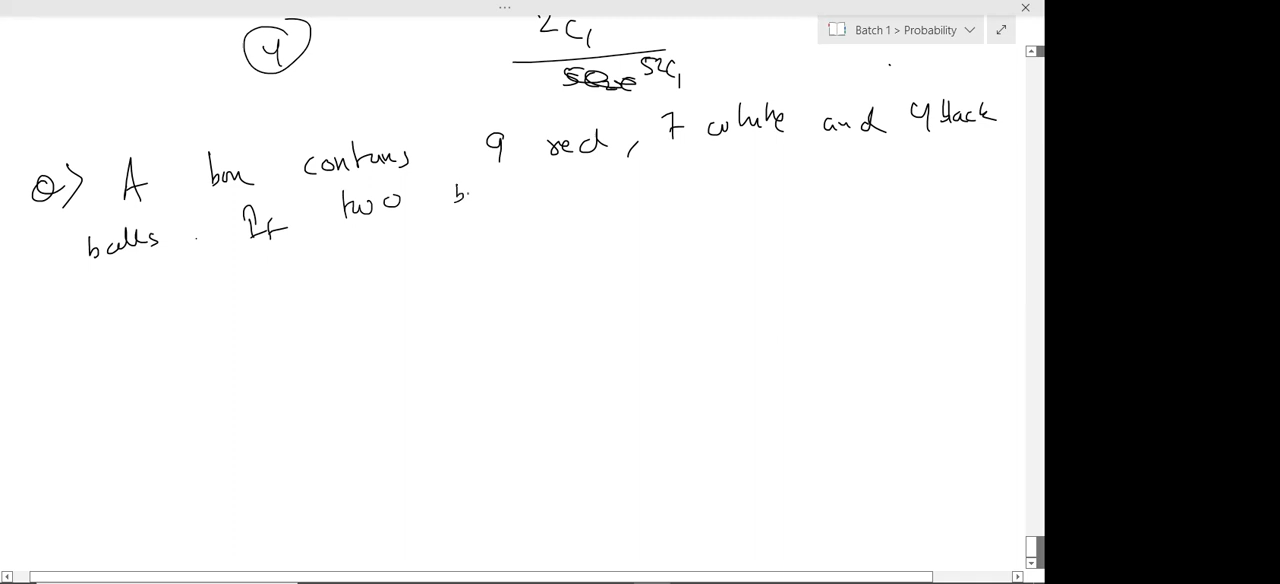 Batch 1 > Probability
4
2C1
52C1
Q> A box contains 9 red, 7 white and 4 black
balls. If two b